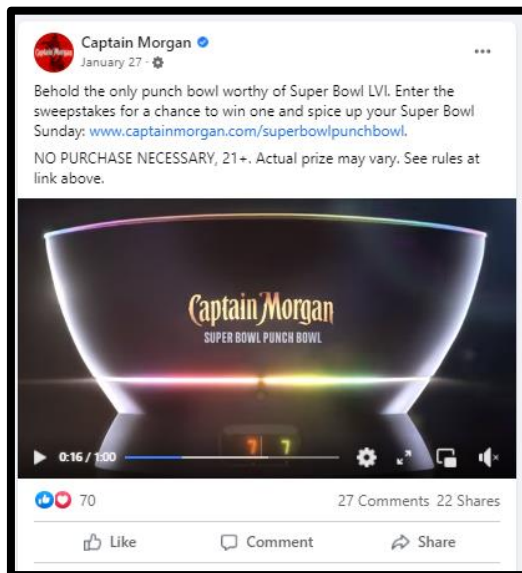 Captain Morgan
January 27 ·
Behold the only punch bowl worthy of Super Bowl LVI. Enter the
sweepstakes for a chance to win one and spice up your Super Bowl
Sunday: www.captainmorgan.com/superbowlpunchbowl.
NO PURCHASE NECESSARY, 21+. Actual prize may vary. See rules at
link above.
Captain Morgan
SUPER BOWL PUNCH BOWL
7 7
0:16 / 1:00
70
27 Comments 22 Shares
Like Comment Share